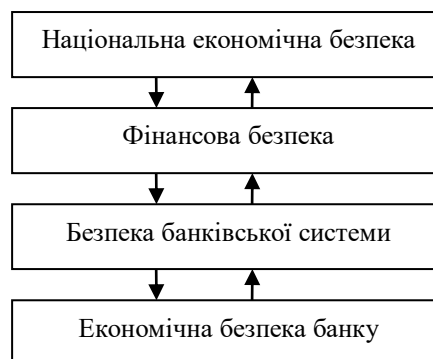 Національна економічна безпека
Фінансова безпека
Безпека банківської системи
Економічна безпека банку